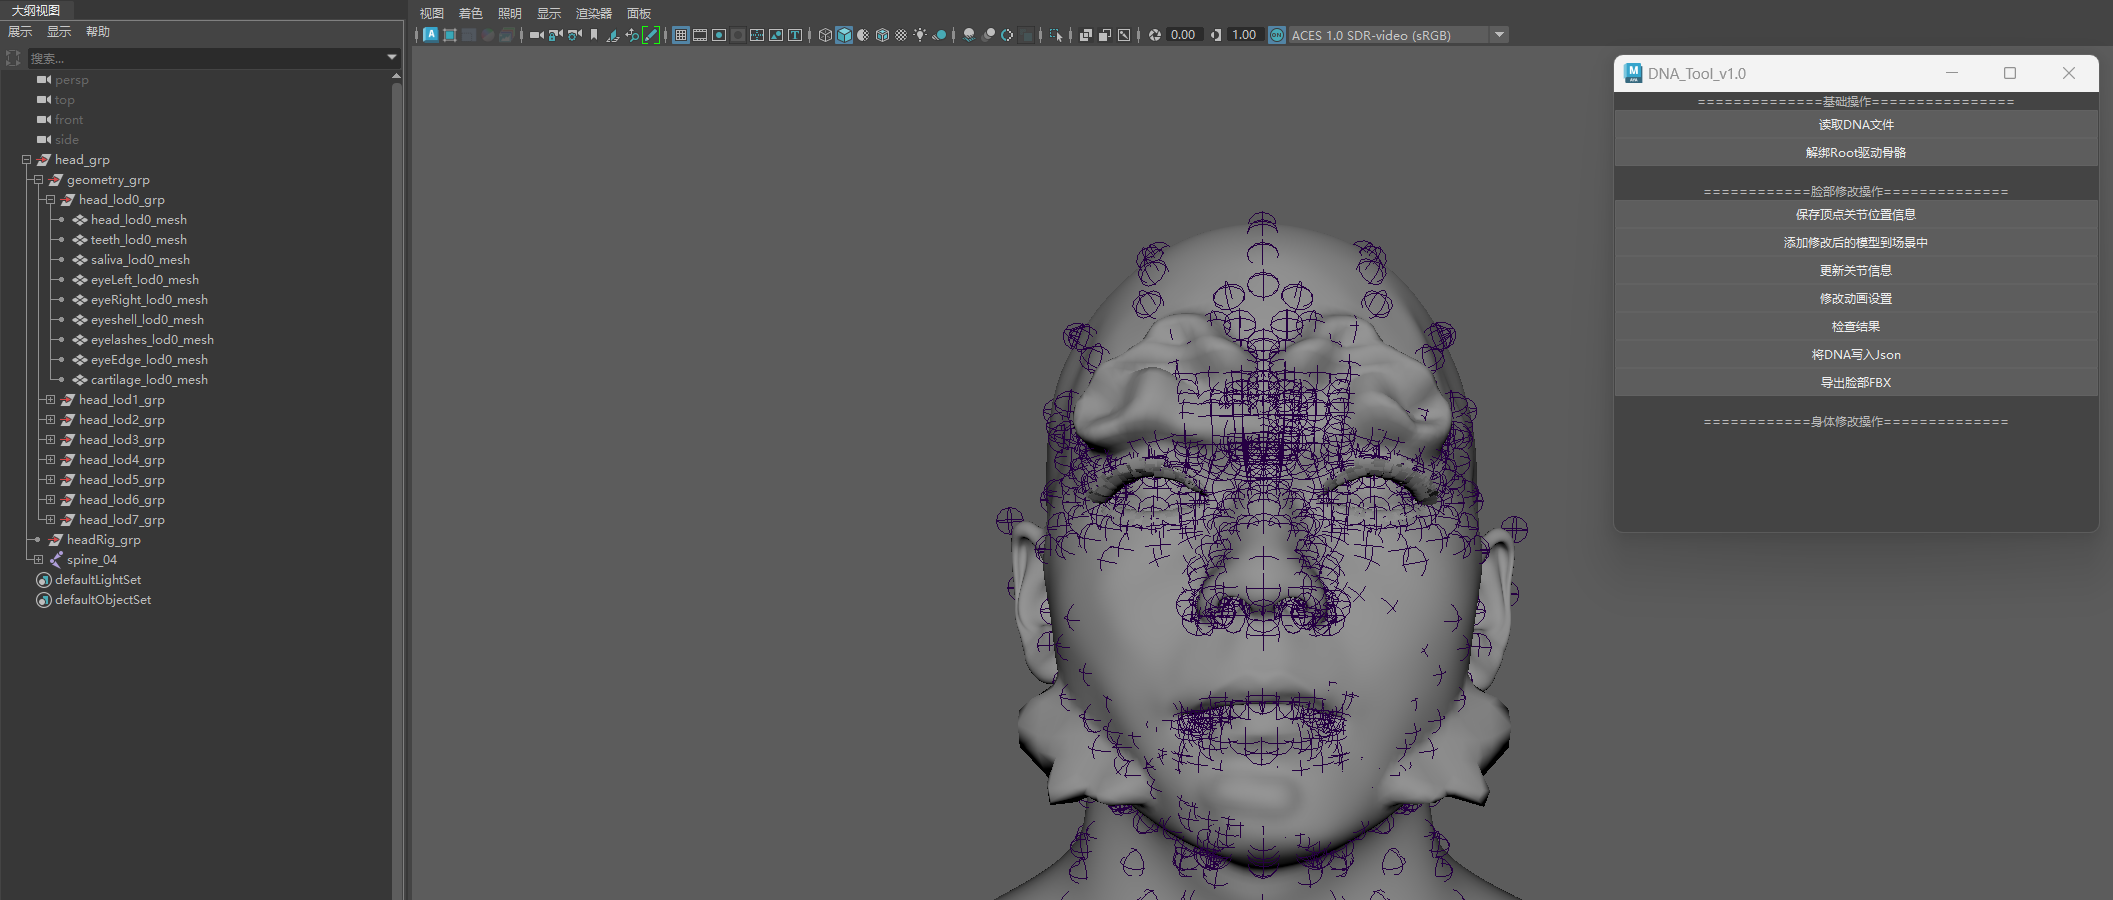 大纲视图
展示 显示 帮助
搜索...
persp
top
front
side
head_grp
geometry_grp
head_lod0_grp
head_lod0_mesh
teeth_lod0_mesh
saliva_lod0_mesh
eyeLeft_lod0_mesh
eyeRight_lod0_mesh
eyeshell_lod0_mesh
eyelashes_lod0_mesh
eyeEdge_lod0_mesh
cartilage_lod0_mesh
head_lod1_grp
head_lod2_grp
head_lod3_grp
head_lod4_grp
head_lod5_grp
head_lod6_grp
head_lod7_grp
headRig_grp
spine_04
defaultLightSet
defaultObjectSet
视图 着色 照明 显示 渲染器 面板
0.00 1.00 ON ACES 1.0 SDR-video (sRGB)
DNA_Tool_v1.0
==============基础操作================
读取DNA文件
解绑Root驱动骨骼
============脸部修改操作==============
保存顶点关节位置信息
添加修改后的模型到场景中
更新关节信息
修改动画设置
检查结果
将DNA写入Json
导出脸部FBX
============身体修改操作==============